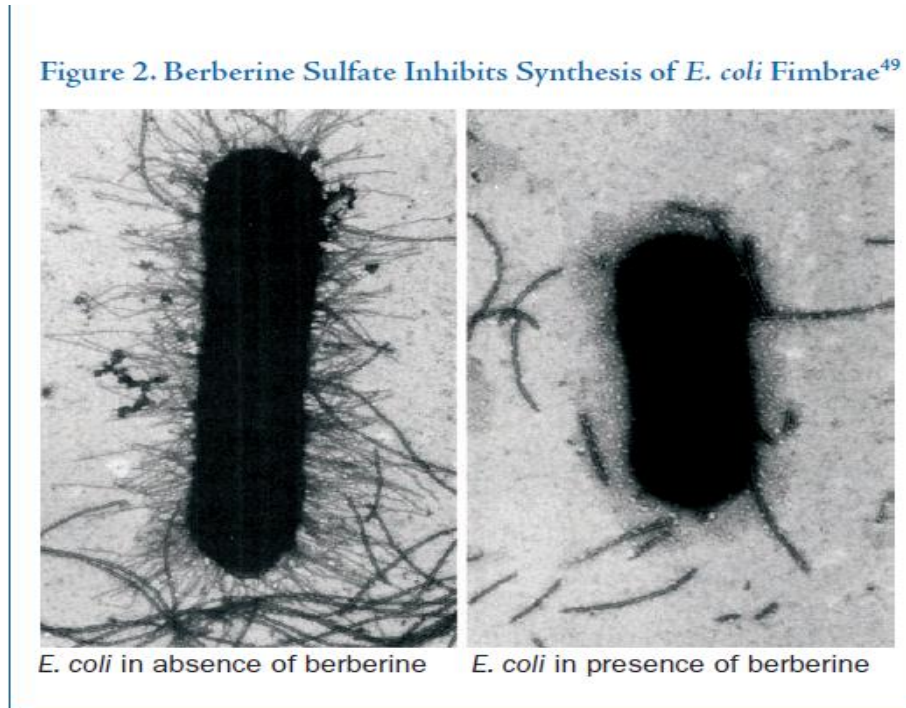 Figure 2. Berberine Sulfate Inhibits Synthesis of E. coli Fimbrae49
E. coli in absence of berberine
E. coli in presence of berberine